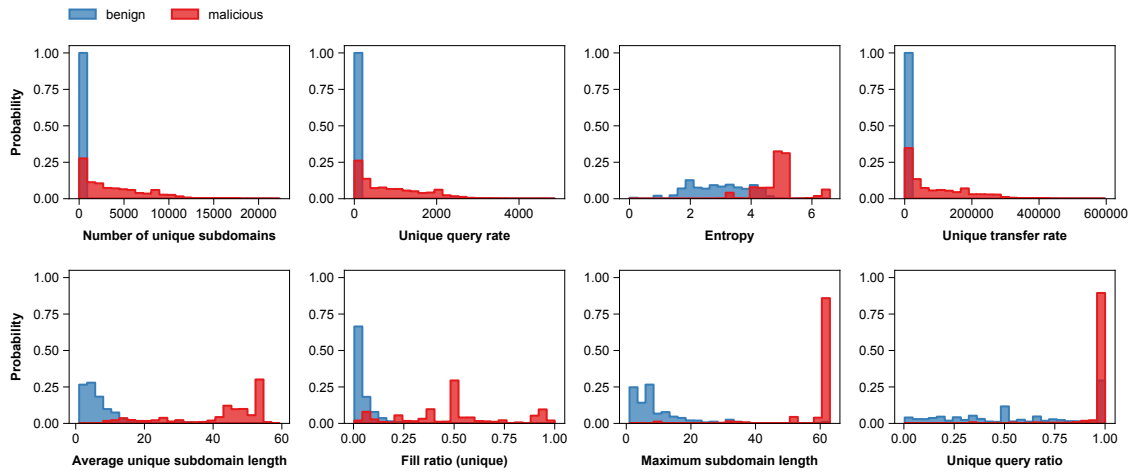 benign malicious
Probability
1.00 1.00 1.00 1.00
0.75 0.75 0.75 0.75
0.50 0.50 0.50 0.50
0.25 0.25 0.25 0.25
0.00 0.00 0.00 0.00
0 5000 10000 15000 20000 0 2000 4000 0 2 4 6 0 200000 400000 600000
Number of unique subdomains Unique query rate Entropy Unique transfer rate
Probability
1.00 1.00 1.00 1.00
0.75 0.75 0.75 0.75
0.50 0.50 0.50 0.50
0.25 0.25 0.25 0.25
0.00 0.00 0.00 0.00
0 20 40 60 0.00 0.25 0.50 0.75 1.00 0 20 40 60 0.00 0.25 0.50 0.75 1.00
Average unique subdomain length Fill ratio (unique) Maximum subdomain length Unique query ratio